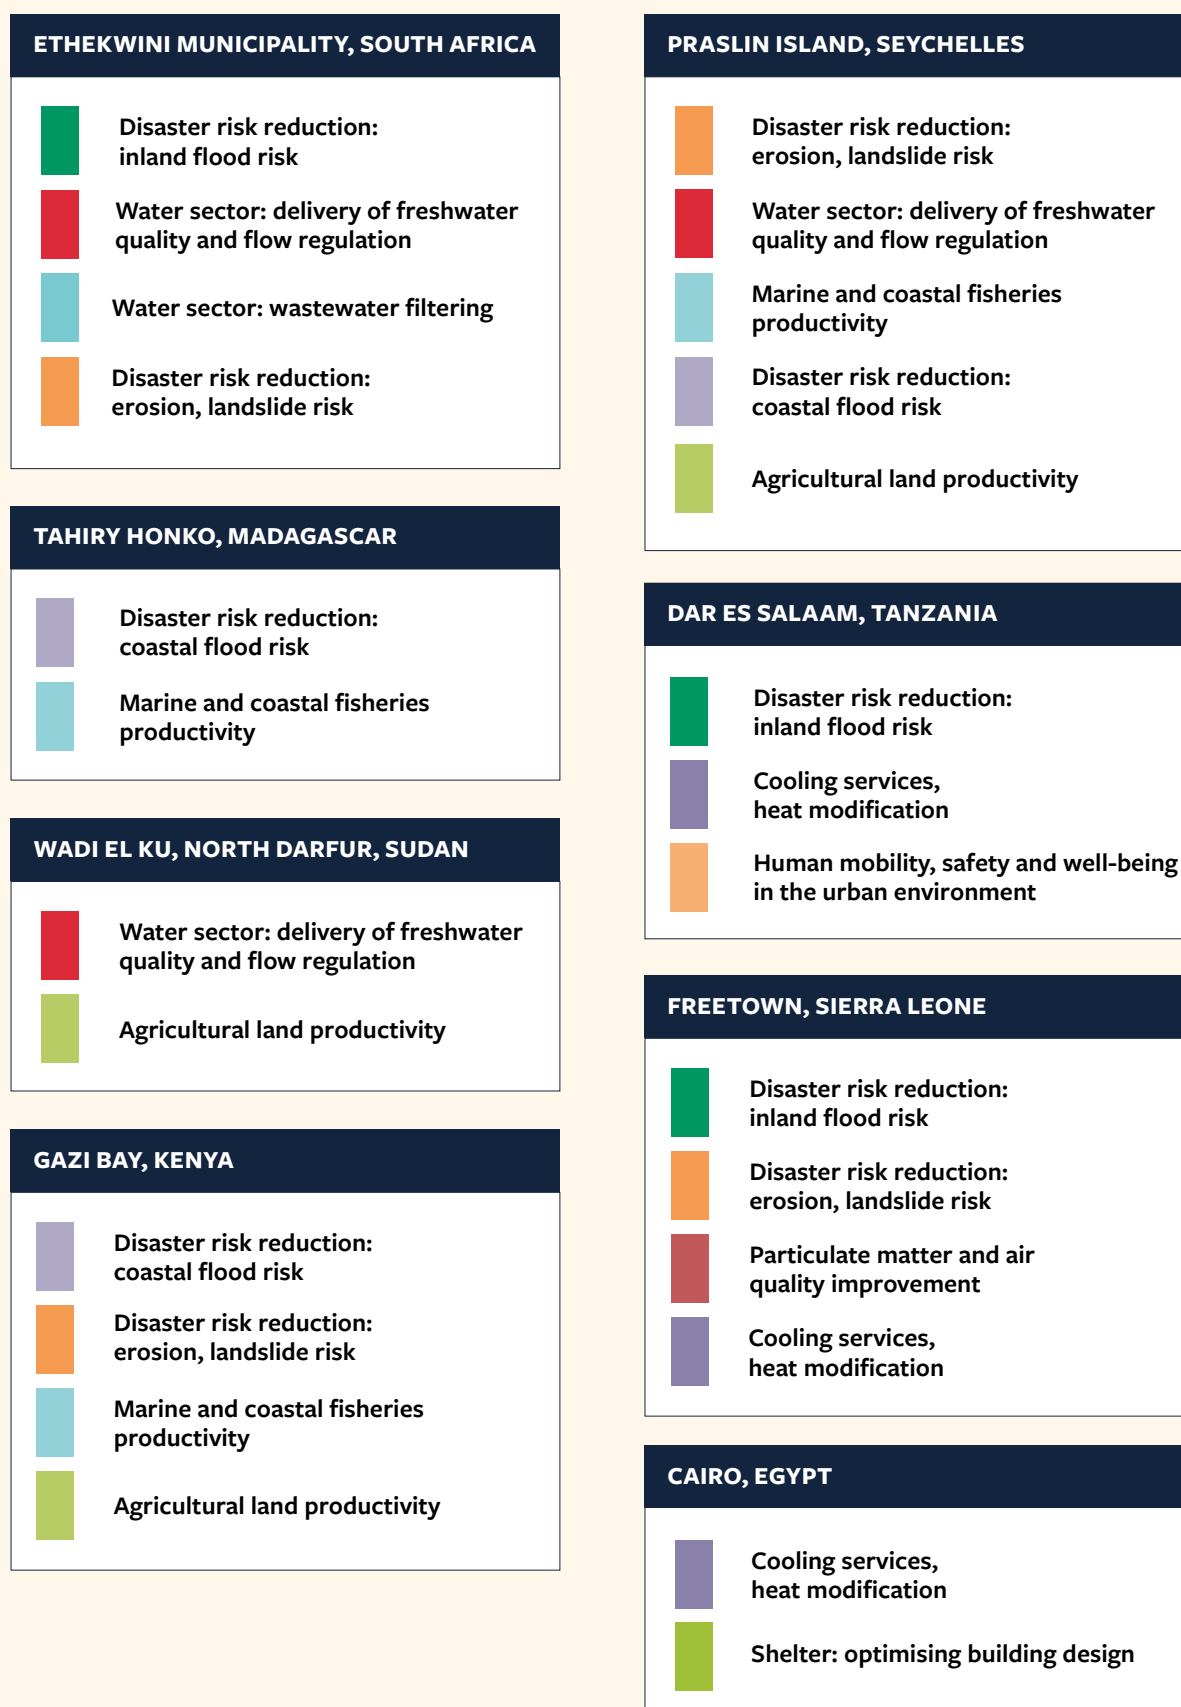 ETHEKWINI MUNICIPALITY, SOUTH AFRICA
Disaster risk reduction:
inland flood risk
Water sector: delivery of freshwater
quality and flow regulation
Water sector: wastewater filtering
Disaster risk reduction:
erosion, landslide risk
TAHIRY HONKO, MADAGASCAR
Disaster risk reduction:
coastal flood risk
Marine and coastal fisheries
productivity
WADI EL KU, NORTH DARFUR, SUDAN
Water sector: delivery of freshwater
quality and flow regulation
Agricultural land productivity
GAZI BAY, KENYA
Disaster risk reduction:
coastal flood risk
Disaster risk reduction:
erosion, landslide risk
Marine and coastal fisheries
productivity
Agricultural land productivity
PRASLIN ISLAND, SEYCHELLES
Disaster risk reduction:
erosion, landslide risk
Water sector: delivery of freshwater
quality and flow regulation
Marine and coastal fisheries
productivity
Disaster risk reduction:
coastal flood risk
Agricultural land productivity
DAR ES SALAAM, TANZANIA
Disaster risk reduction:
inland flood risk
Cooling services,
heat modification
Human mobility, safety and well-being
in the urban environment
FREETOWN, SIERRA LEONE
Disaster risk reduction:
inland flood risk
Disaster risk reduction:
erosion, landslide risk
Particulate matter and air
quality improvement
Cooling services,
heat modification
CAIRO, EGYPT
Cooling services,
heat modification
Shelter: optimising building design